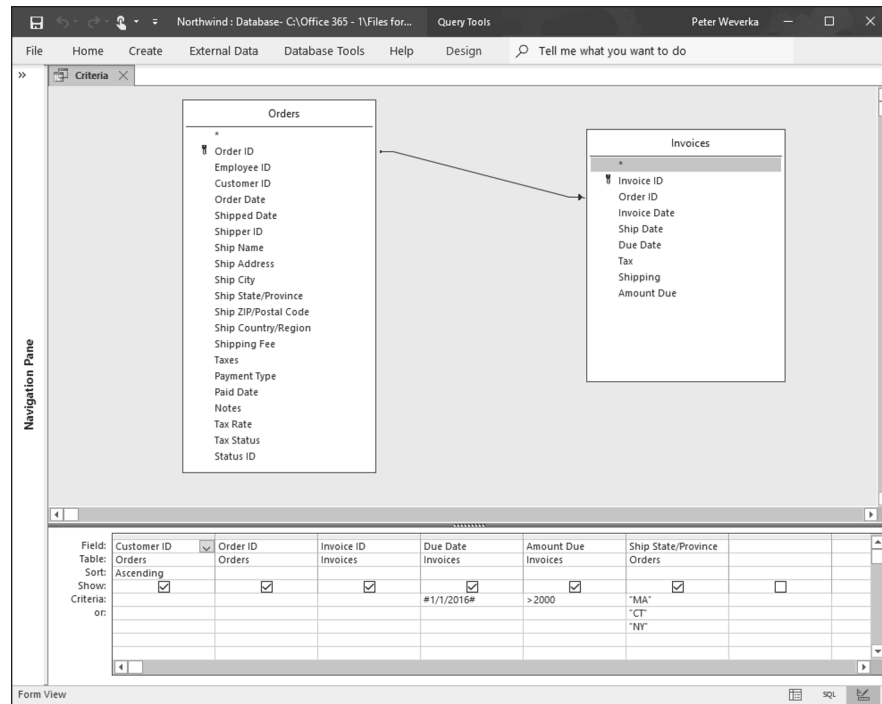 Northwind : Database- C:\Office 365 - 1\Files for... Query Tools Peter Weverka
File Home Create External Data Database Tools Help Design Tell me what you want to do
» Criteria
Navigation Pane
Orders
*
Order ID
Employee ID
Customer ID
Order Date
Shipped Date
Shipper ID
Ship Name
Ship Address
Ship City
Ship State/Province
Ship ZIP/Postal Code
Ship Country/Region
Shipping Fee
Taxes
Payment Type
Paid Date
Notes
Tax Rate
Tax Status
Status ID
Invoices
*
Invoice ID
Order ID
Invoice Date
Ship Date
Due Date
Tax
Shipping
Amount Due
Field: Customer ID Order ID Invoice ID Due Date Amount Due Ship State/Province
Table: Orders Orders Invoices Invoices Invoices Orders
Sort: Ascending
Show:
Criteria: #1/1/2016# >2000 "MA"
or: "CT"
"NY"
Form View SQL